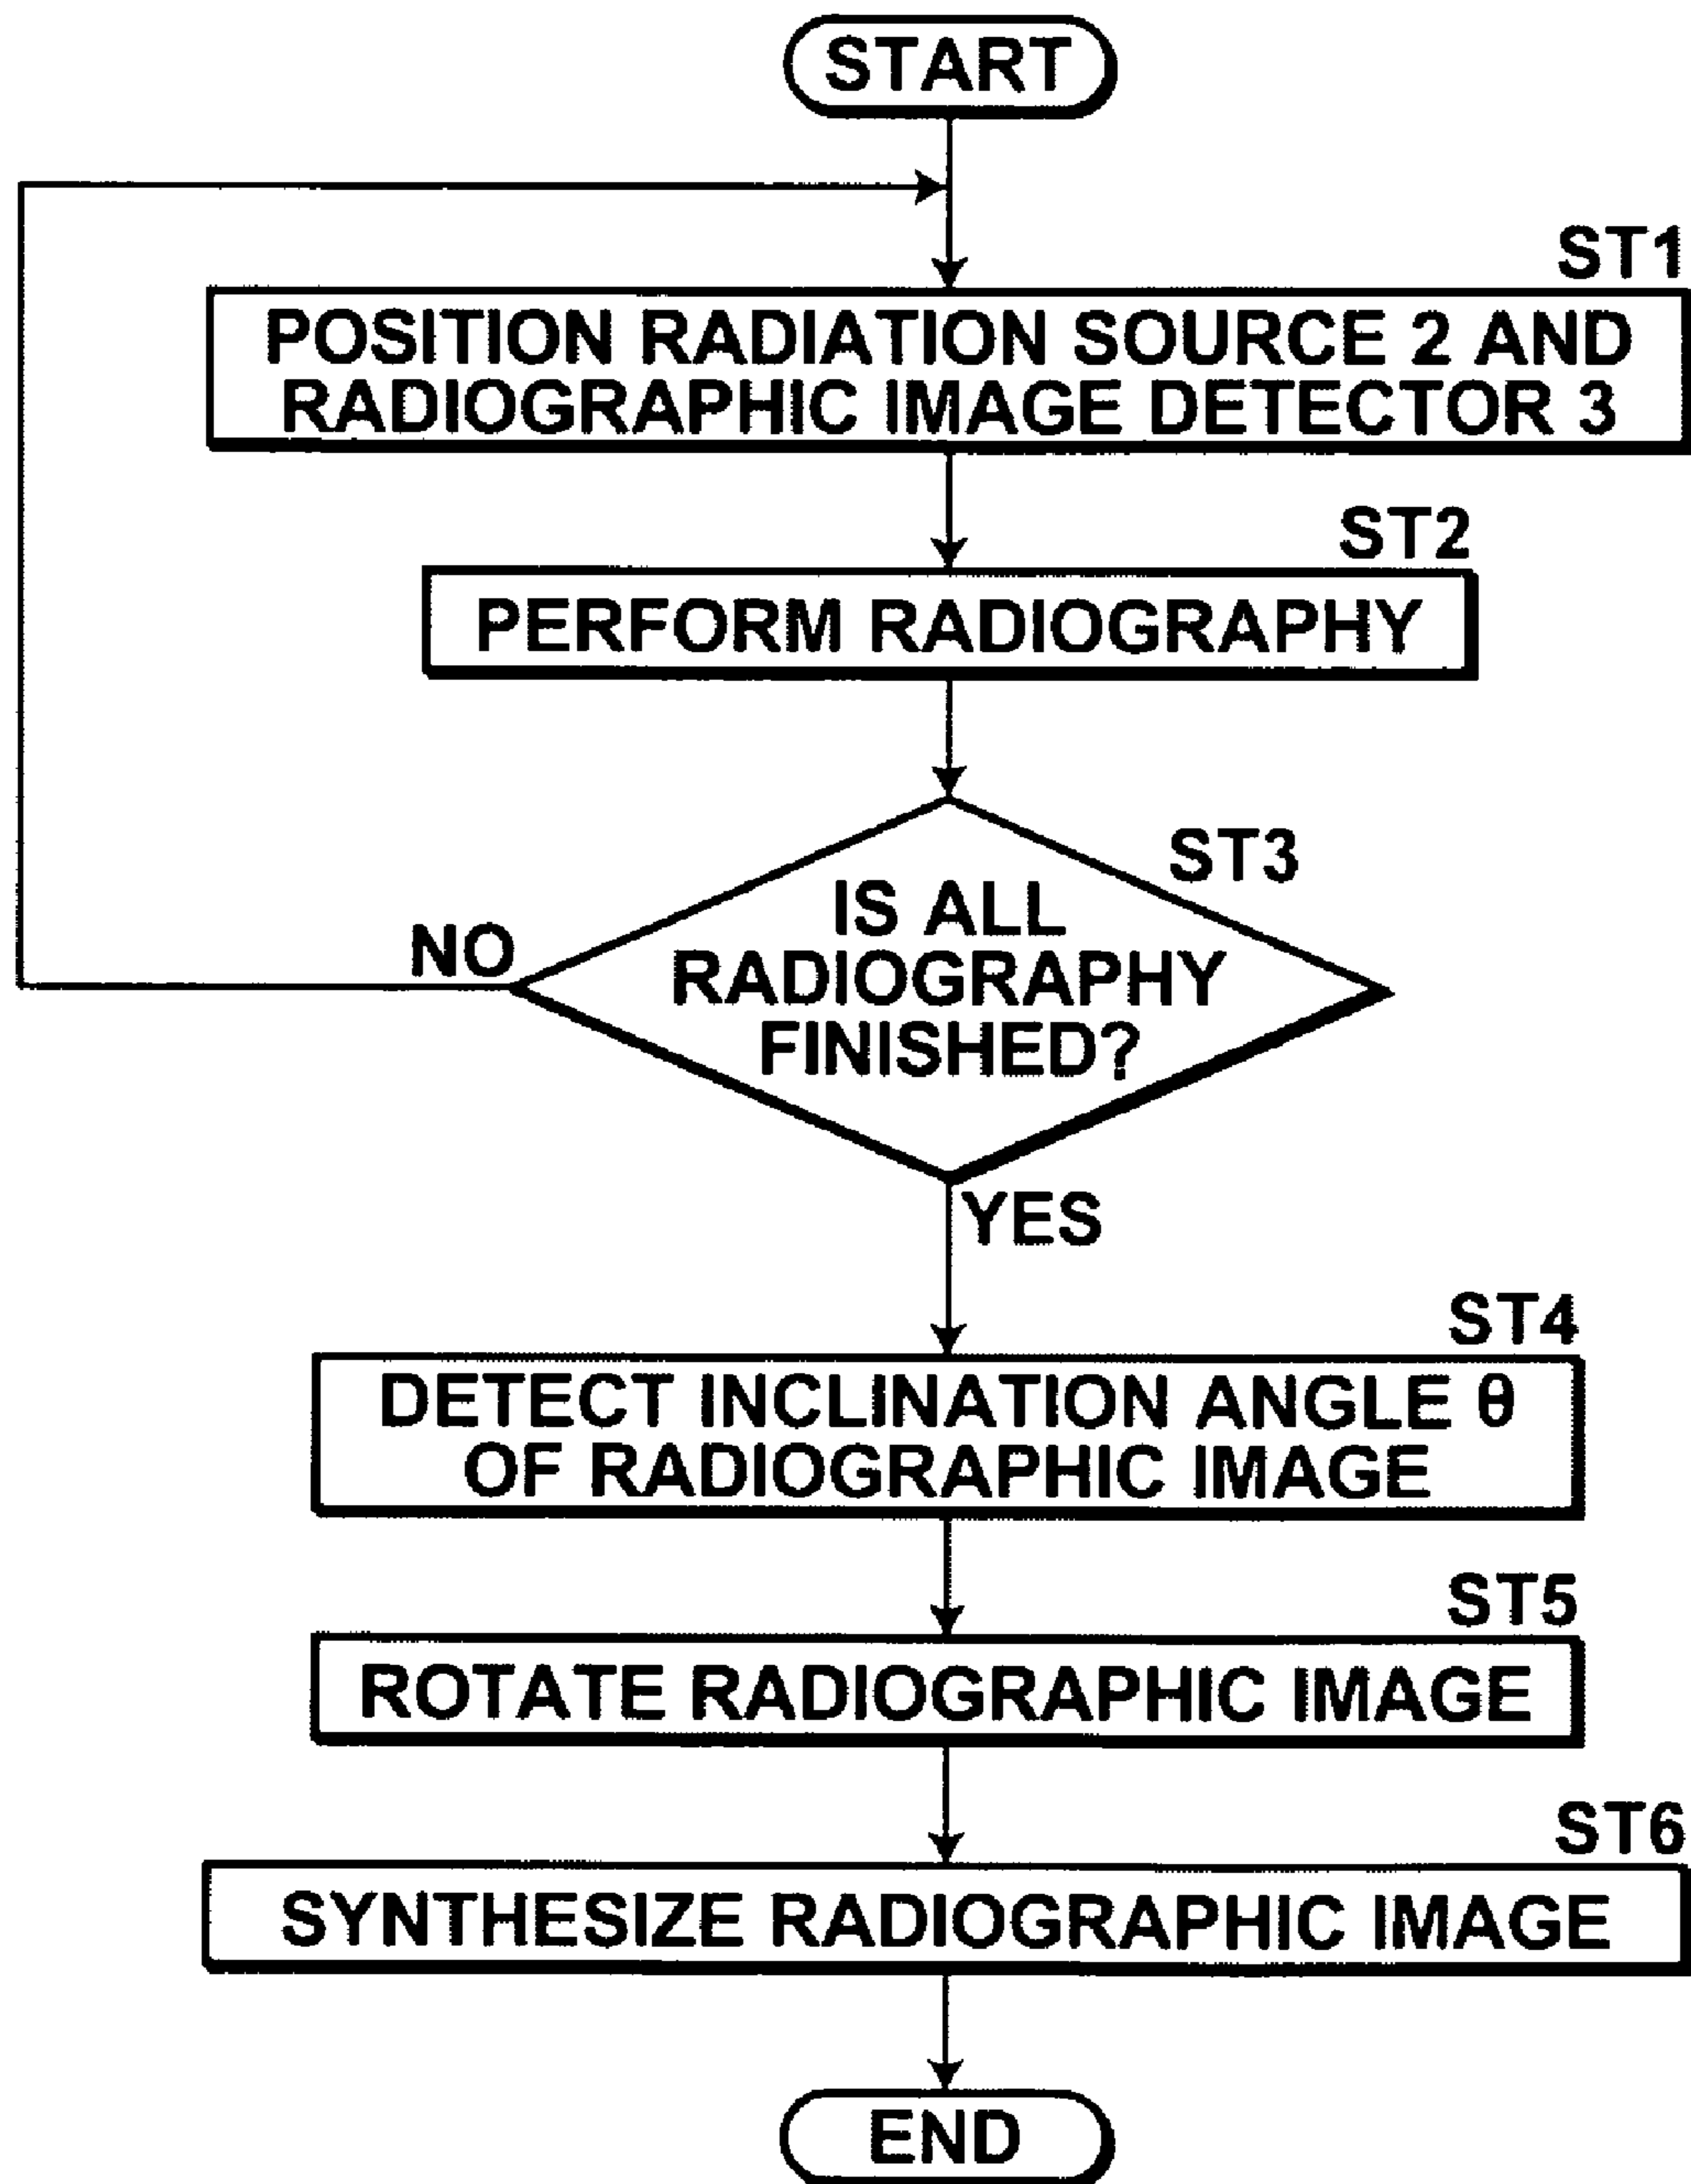 START
ST1
POSITION RADIATION SOURCE 2 AND
RADIOGRAPHIC IMAGE DETECTOR 3
ST2
PERFORM RADIOGRAPHY
ST3
IS ALL
RADIOGRAPHY
FINISHED?
NO
YES
ST4
DETECT INCLINATION ANGLE θ
OF RADIOGRAPHIC IMAGE
ST5
ROTATE RADIOGRAPHIC IMAGE
ST6
SYNTHESIZE RADIOGRAPHIC IMAGE
END